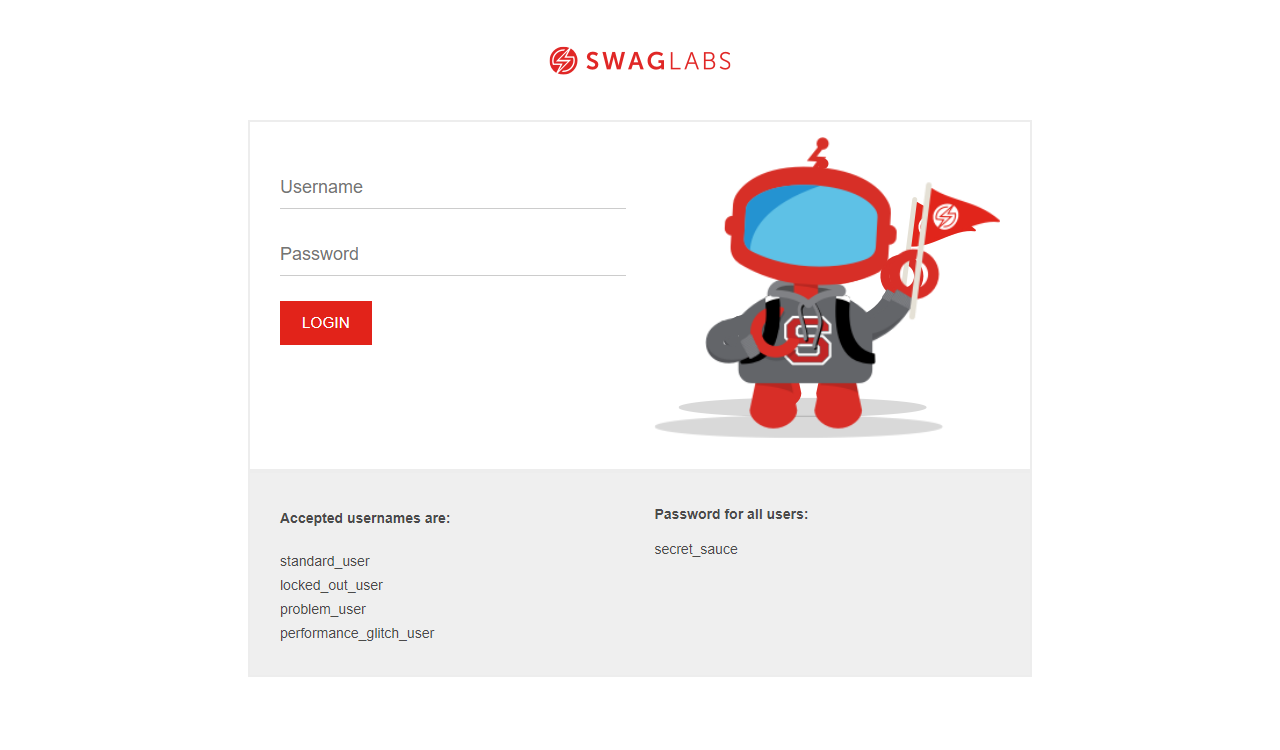 SWAGLABS
Username
Password
LOGIN
S
Accepted usernames are:
standard_user
locked_out_user
problem_user
performance_glitch_user
Password for all users:
secret_sauce